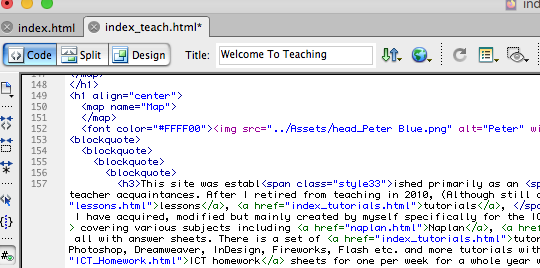 ind
index.html
index_teach.html*
Code Split Design Title: Welcome To Teaching
147 </map>
148 </h1>
149 <h1 align="center">
150 <map name="Map">
151 </map>
152 <font color="#FFFF00"><img src="../Assets/head_Peter Blue.png" alt="Peter" wi
153 <blockquote>
154 <blockquote>
155 <blockquote>
156 <blockquote>
157 <h3>This site was establ<span class="style33">ished primarily as an <sp
teacher acquaintances. After I retired from teaching in 2010, (Although still a
"lessons.html">lessons</a>, <a href="index_tutorials.html">tutorials</a>, </sp
I have acquired, modified but mainly created by myself specifically for the IC
> covering various subjects including <a href="naplan.html">Naplan</a>, <a
all with answer sheets. There is a set of <a href="index_tutorials.html">tutor
Photoshop, Dreamweaver, InDesign, Fireworks, Flash etc. and more tutorials with
"ICT_Homework.html">ICT homework</a> sheets for one per week for a whole year w